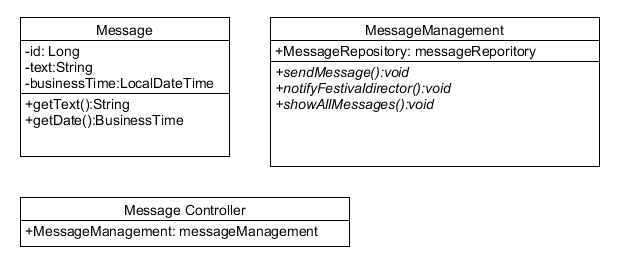 Message
-id: Long
-text:String
-businessTime:LocalDateTime
+getText():String
+getDate():BusinessTime
MessageManagement
+MessageRepository: messageReporitory
+sendMessage():void
+notifyFestivaldirector():void
+showAllMessages():void
Message Controller
+MessageManagement: messageManagement